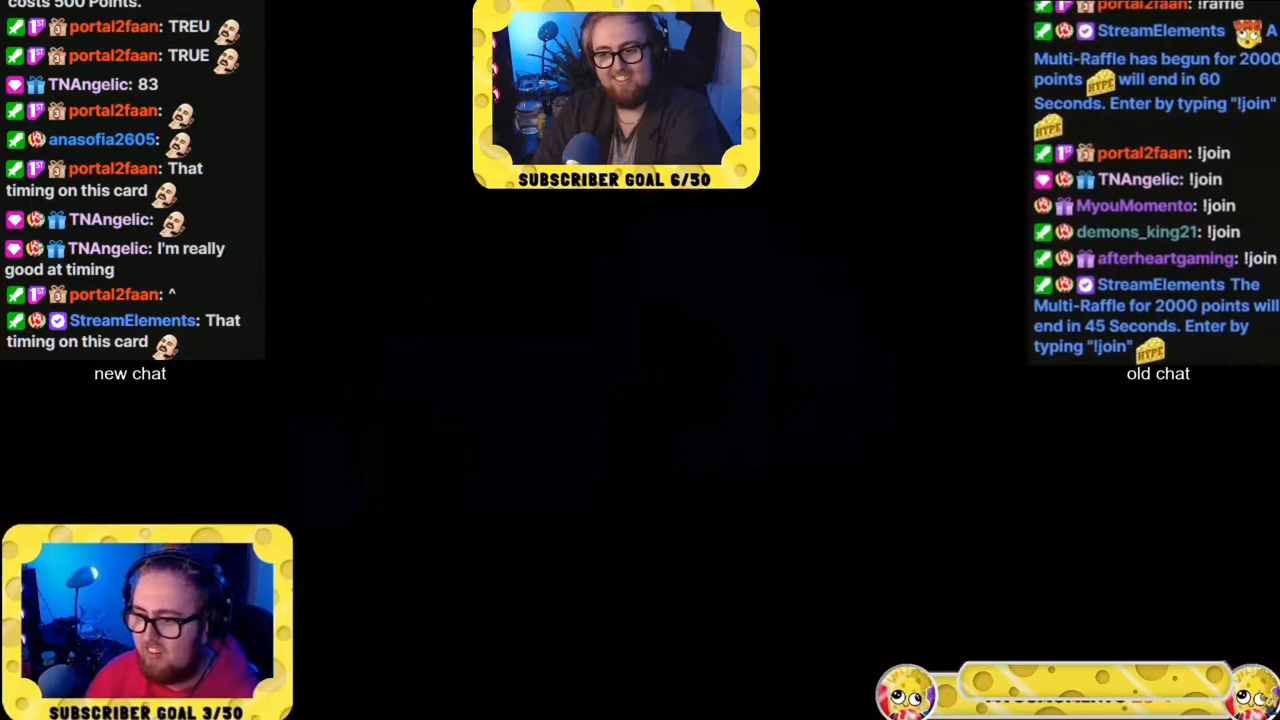 costs 500 Points.
portal2faan: TREU
portal2faan: TRUE
TNAngelic: 83
portal2faan:
anasofia2605:
portal2faan: That
timing on this card
TNAngelic:
TNAngelic: I'm really
good at timing
portal2faan: ^
StreamElements: That
timing on this card
new chat
SUBSCRIBER GOAL 6/50
portal2faan: !raffle
StreamElements A
Multi-Raffle has begun for 2000
points HYPE will end in 60
Seconds. Enter by typing "!join"
HYPE
portal2faan: !join
TNAngelic: !join
MyouMomento: !join
demons_king21: !join
afterheartgaming: !join
StreamElements The
Multi-Raffle for 2000 points will
end in 45 Seconds. Enter by
typing "!join" HYPE
old chat
SUBSCRIBER GOAL 3/50